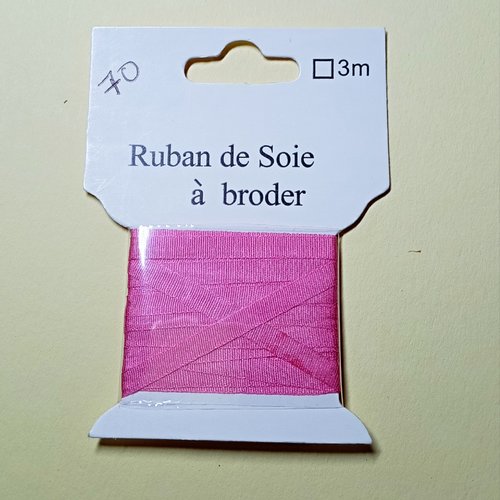 70
□3m
Ruban de Soie
à broder